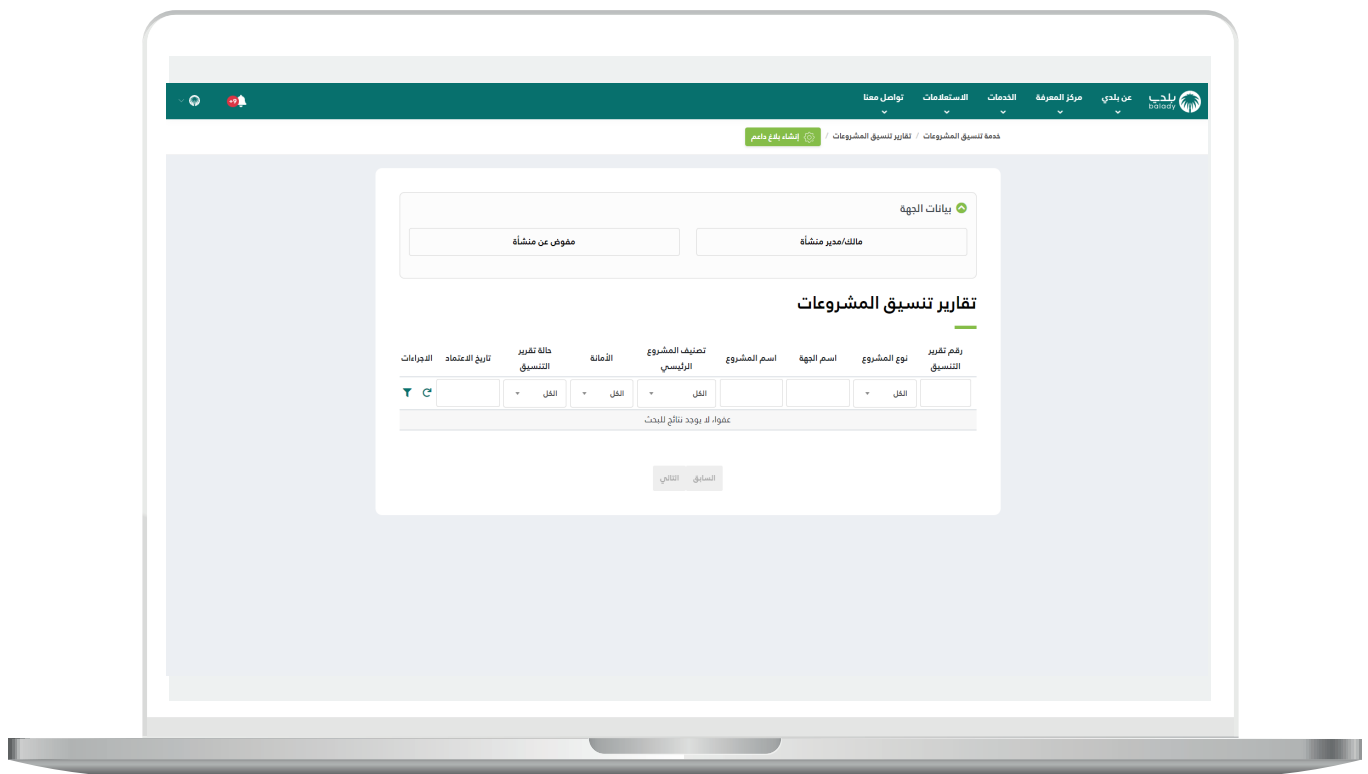 بلدي
balady
عن بلدي
مركز المعرفة
الخدمات
الاستعلامات
تواصل معنا
+9
خدمة تنسيق المشروعات / تقارير تنسيق المشروعات / إنشاء بلاغ داعم
بيانات الجهة
مالك/مدير منشأة
مفوض عن منشأة
تقارير تنسيق المشروعات
رقم تقرير التنسيق
نوع المشروع
اسم الجهة
اسم المشروع
تصنيف المشروع الرئيسي
الأمانة
حالة تقرير التنسيق
تاريخ الاعتماد
الاجراءات
الكل
الكل
الكل
الكل
عفوا، لا يوجد نتائج للبحث
السابق
التالي